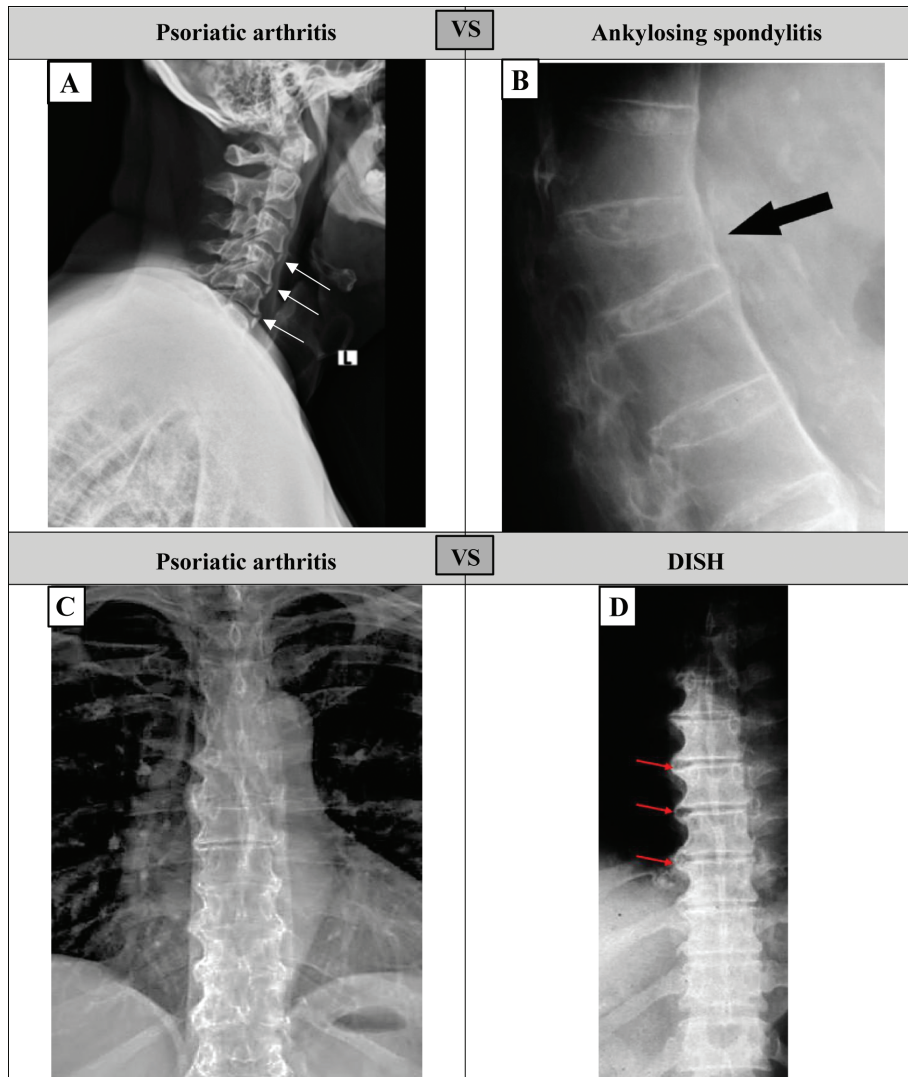 Psoriatic arthritis VS Ankylosing spondylitis
A B
L
Psoriatic arthritis VS DISH
C D